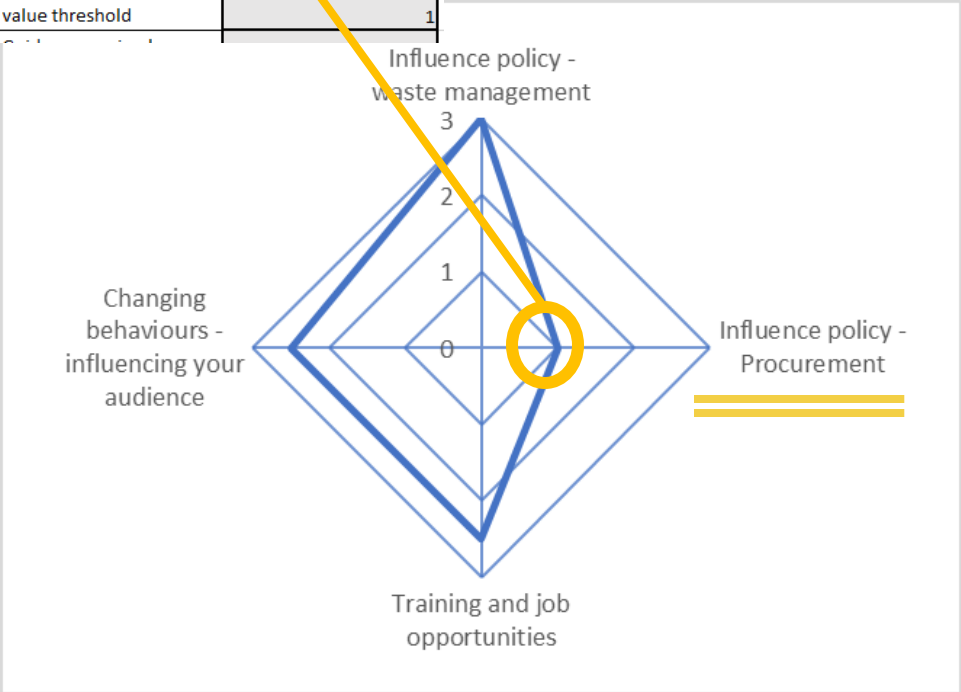 value threshold 1
Influence policy -
waste management
3
2
1
0
Changing
behaviours -
influencing your
audience
Influence policy -
Procurement
Training and job
opportunities